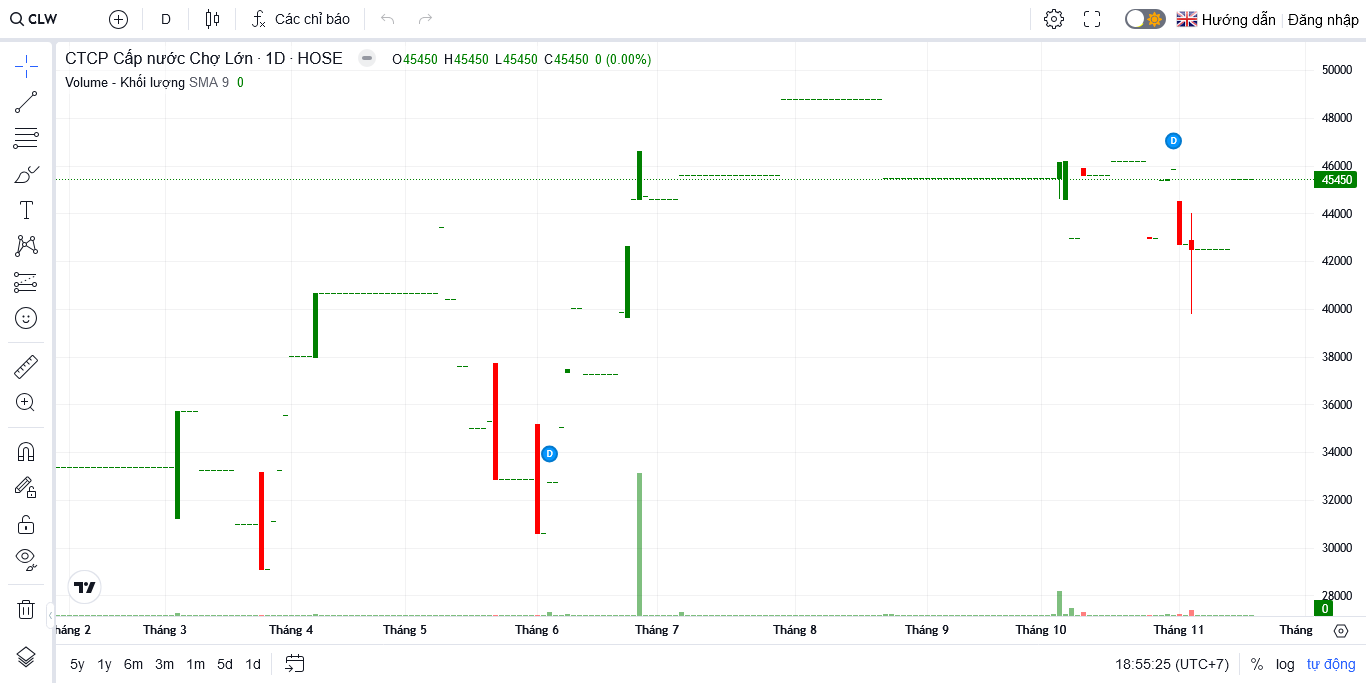 CLW D Các chỉ báo Hướng dẫn Đăng nhập
CTCP Cấp nước Chợ Lớn · 1D · HOSE O45450 H45450 L45450 C45450 0 (0.00%)
Volume - Khối lượng SMA 9 0
50000
48000
46000
45450
44000
42000
40000
38000
36000
34000
32000
30000
28000
0
D
D
háng 2 Tháng 3 Tháng 4 Tháng 5 Tháng 6 Tháng 7 Tháng 8 Tháng 9 Tháng 10 Tháng 11 Tháng
5y 1y 6m 3m 1m 5d 1d 18:55:25 (UTC+7) % log tự động